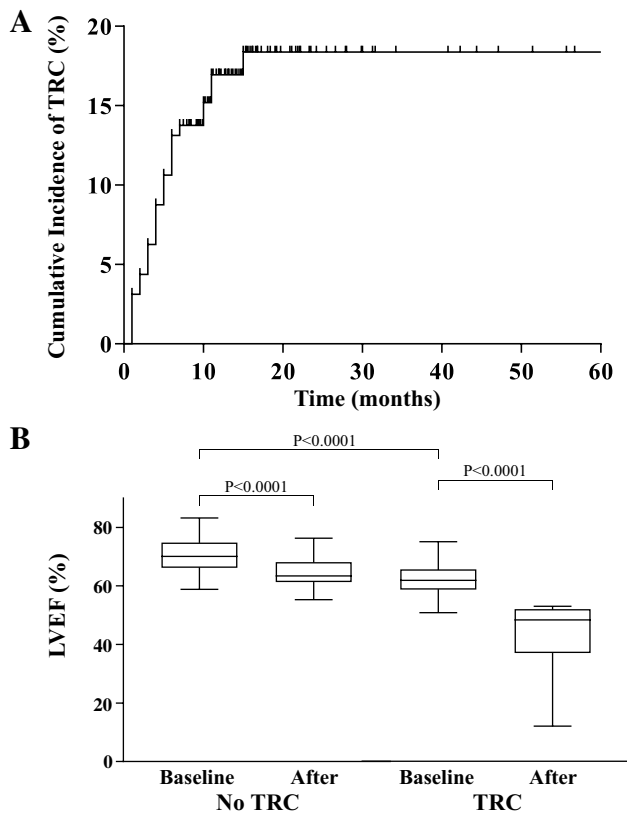 A
Cumulative Incidence of TRC (%)
20
15
10
5
0
0 10 20 30 40 50 60
Time (months)
B
P<0.0001
P<0.0001 P<0.0001
LVEF (%)
80
60
40
20
0
Baseline After Baseline After
No TRC TRC